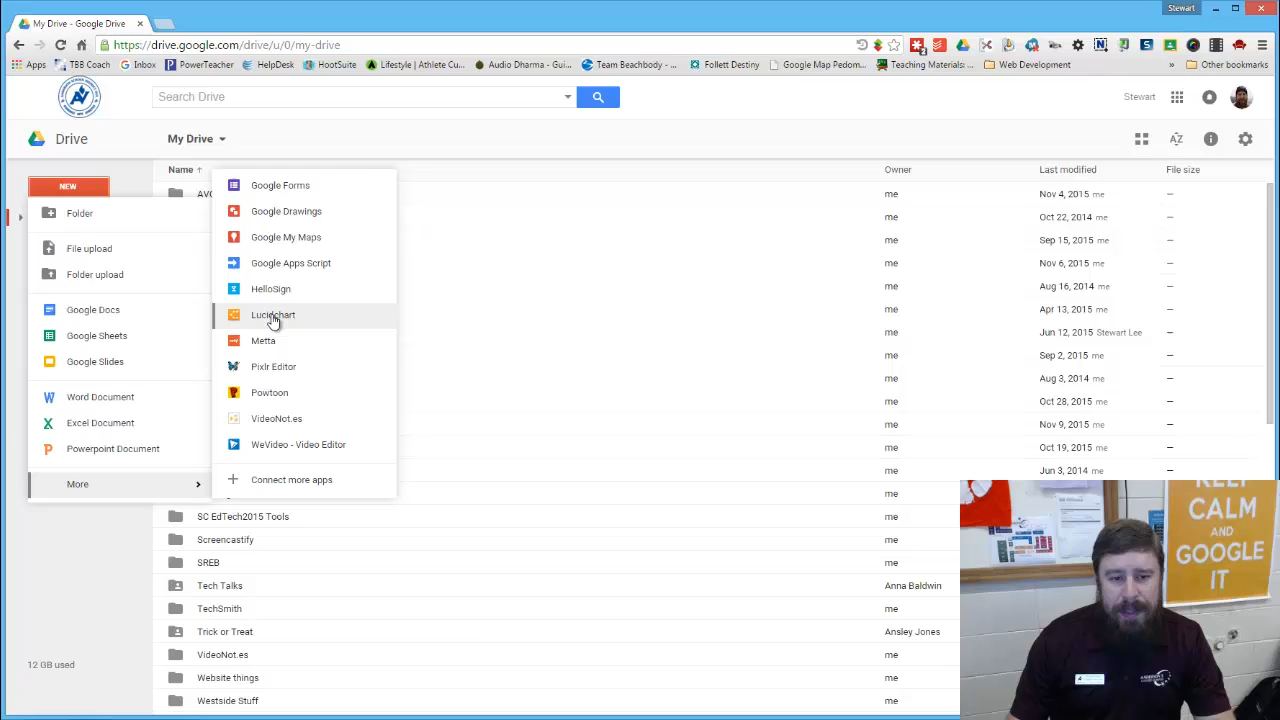 Stewart
My Drive - Google Drive
https://drive.google.com/drive/u/0/my-drive
Apps TBB Coach Inbox PowerTeacher HelpDesk HootSuite Lifestyle | Athlete Cu... Audio Dharma - Gui... Team Beachbody - ... Follett Destiny Google Map Pedom... Teaching Materials: ... Web Development » Other bookmarks
Search Drive
Stewart
Drive
My Drive
Name Owner Last modified File size
NEW
Folder
File upload
Folder upload
Google Docs
Google Sheets
Google Slides
Word Document
Excel Document
Powerpoint Document
More
Google Forms
Google Drawings
Google My Maps
Google Apps Script
HelloSign
Lucidchart
Metta
Pixlr Editor
Powtoon
VideoNot.es
WeVideo - Video Editor
Connect more apps
me Nov 4, 2015 me —
me Oct 22, 2014 me —
me Sep 15, 2015 me —
me Nov 6, 2015 me —
me Aug 16, 2014 me —
me Apr 13, 2015 me —
me Jun 12, 2015 Stewart Lee —
me Sep 2, 2015 me —
me Aug 3, 2014 me —
me Oct 28, 2015 me —
me Nov 9, 2015 me —
me Oct 19, 2015 me —
me Jun 3, 2014 me —
me
SC EdTech2015 Tools me
Screencastify me
SREB me
Tech Talks Anna Baldwin
TechSmith me
Trick or Treat Ansley Jones
VideoNot.es me
Website things me
Westside Stuff me
12 GB used
KEEP
CALM
AND
GOOGLE
IT